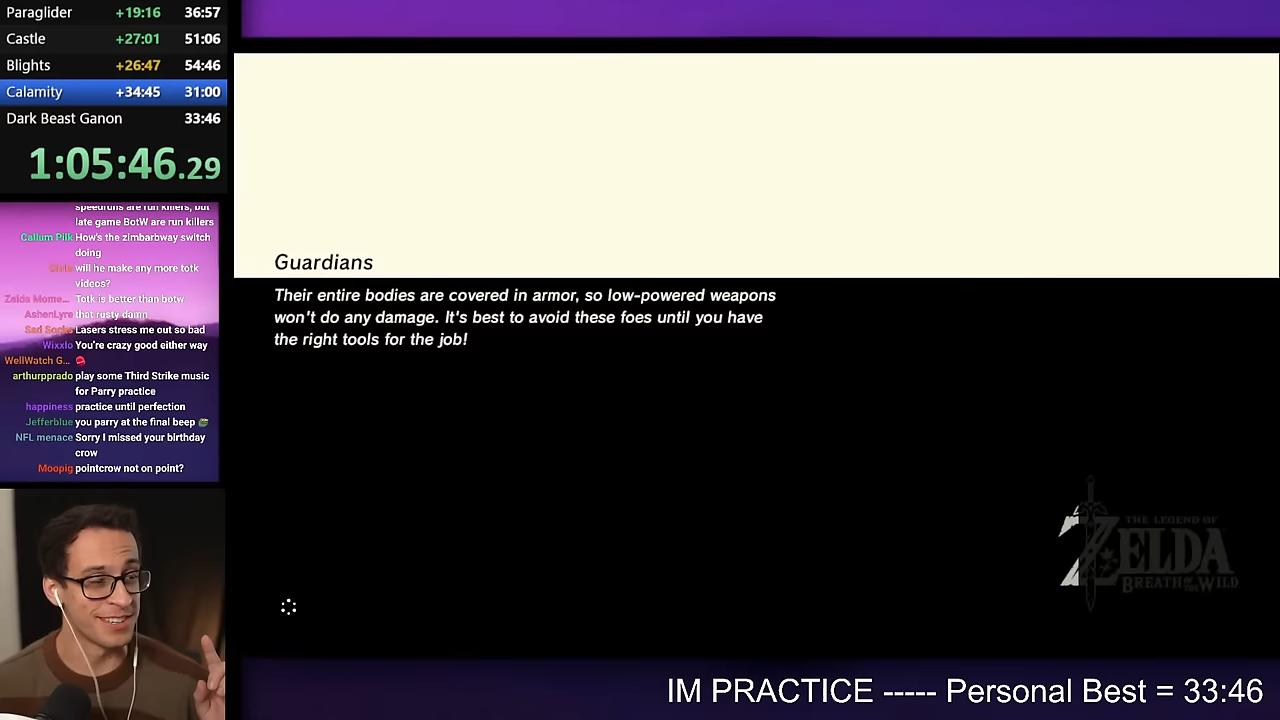 Paraglider +19:16 36:57
Castle +27:01 51:06
Blights +26:47 54:46
Calamity +34:45 31:00
Dark Beast Ganon 33:46
1:05:46.29
speedruns are run killers, but
late game BotW are run killers
Callum Pilk How's the zimbarbway switch
doing
will he make any more totk
videos?
Zelda Mome... Totk is better than botw
AshenLyre that rusty damn
Sad Socks Lasers stress me out so bad
Wixxlo You're crazy good either way
WellWatch G...
arthurpprado play some Third Strike music
for Parry practice
happiness practice until perfection
Jefferblue you parry at the final beep
NFL menace Sorry I missed your birthday
crow
Moopig pointcrow not on point?
Guardians
Their entire bodies are covered in armor, so low-powered weapons
won't do any damage. It's best to avoid these foes until you have
the right tools for the job!
THE LEGEND OF
ZELDA
BREATH OF THE WILD
IM PRACTICE ----- Personal Best = 33:46